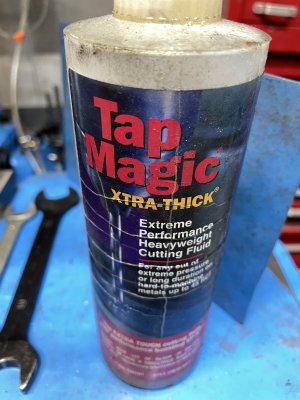 Tap
Magic®
XTRA-THICK®
Extreme
Performance
Heavyweight
Cutting Fluid
For any cut of
extreme pressure
or long duration on
hard-to-machine
metals up to